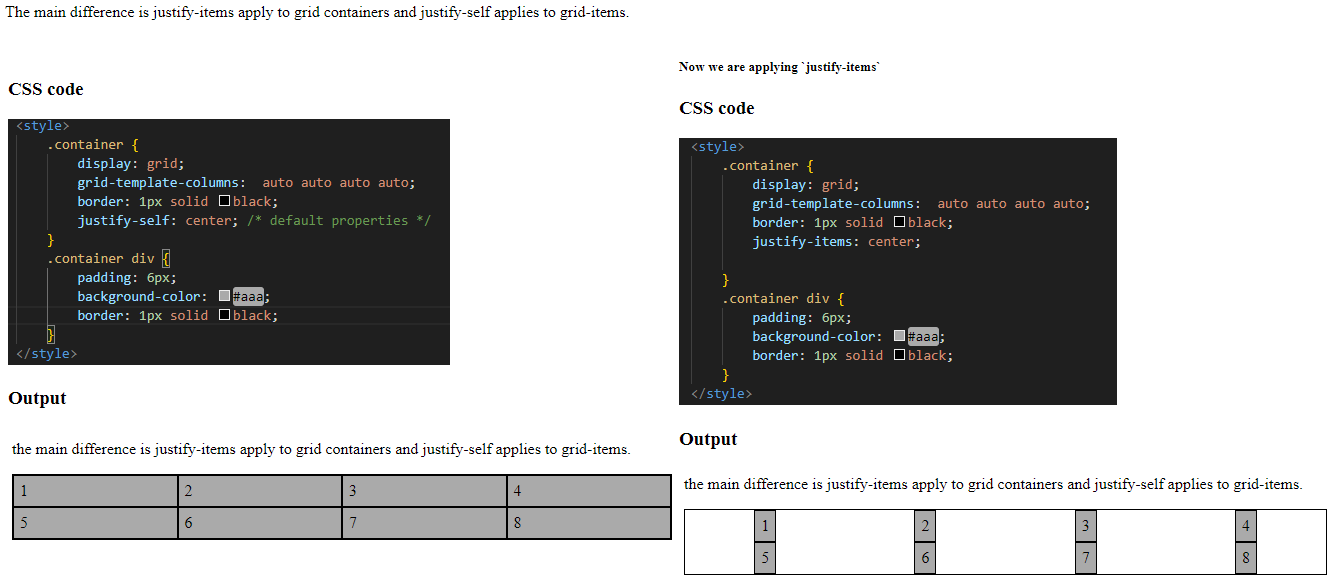 The main difference is justify-items apply to grid containers and justify-self applies to grid-items.
CSS code
<style>
.container {
display: grid;
grid-template-columns:  auto auto auto auto;
border: 1px solid black;
justify-self: center; /* default properties */
}
.container div {
padding: 6px;
background-color: #aaa;
border: 1px solid black;
}
</style>
Output
the main difference is justify-items apply to grid containers and justify-self applies to grid-items.
1 2 3 4
5 6 7 8
Now we are applying `justify-items`
CSS code
<style>
.container {
display: grid;
grid-template-columns:  auto auto auto auto;
border: 1px solid black;
justify-items: center;
}
.container div {
padding: 6px;
background-color: #aaa;
border: 1px solid black;
}
</style>
Output
the main difference is justify-items apply to grid containers and justify-self applies to grid-items.
1 2 3 4
5 6 7 8